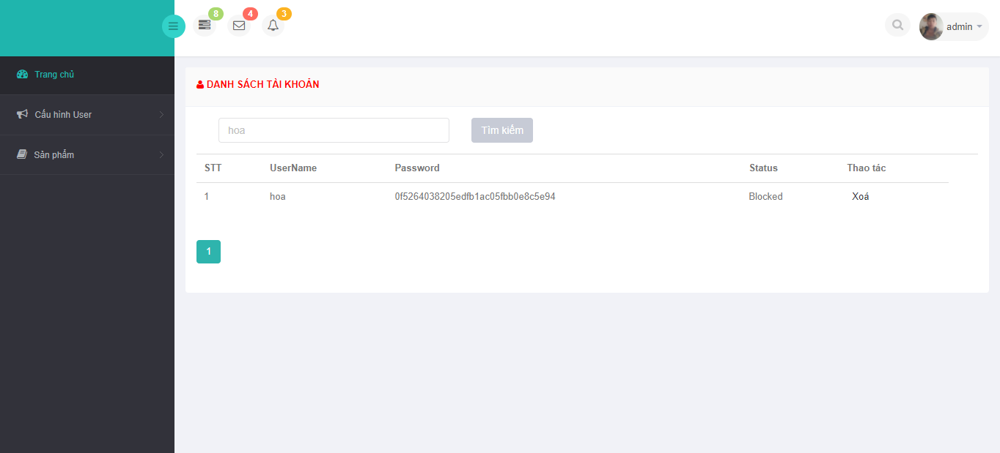 8 4 3
admin
Trang chủ
Cấu hình User
Sản phẩm
DANH SÁCH TÀI KHOẢN
hoa Tìm kiếm
STT UserName Password Status Thao tác
1 hoa 0f5264038205edfb1ac05fbb0e8c5e94 Blocked Xoá
1